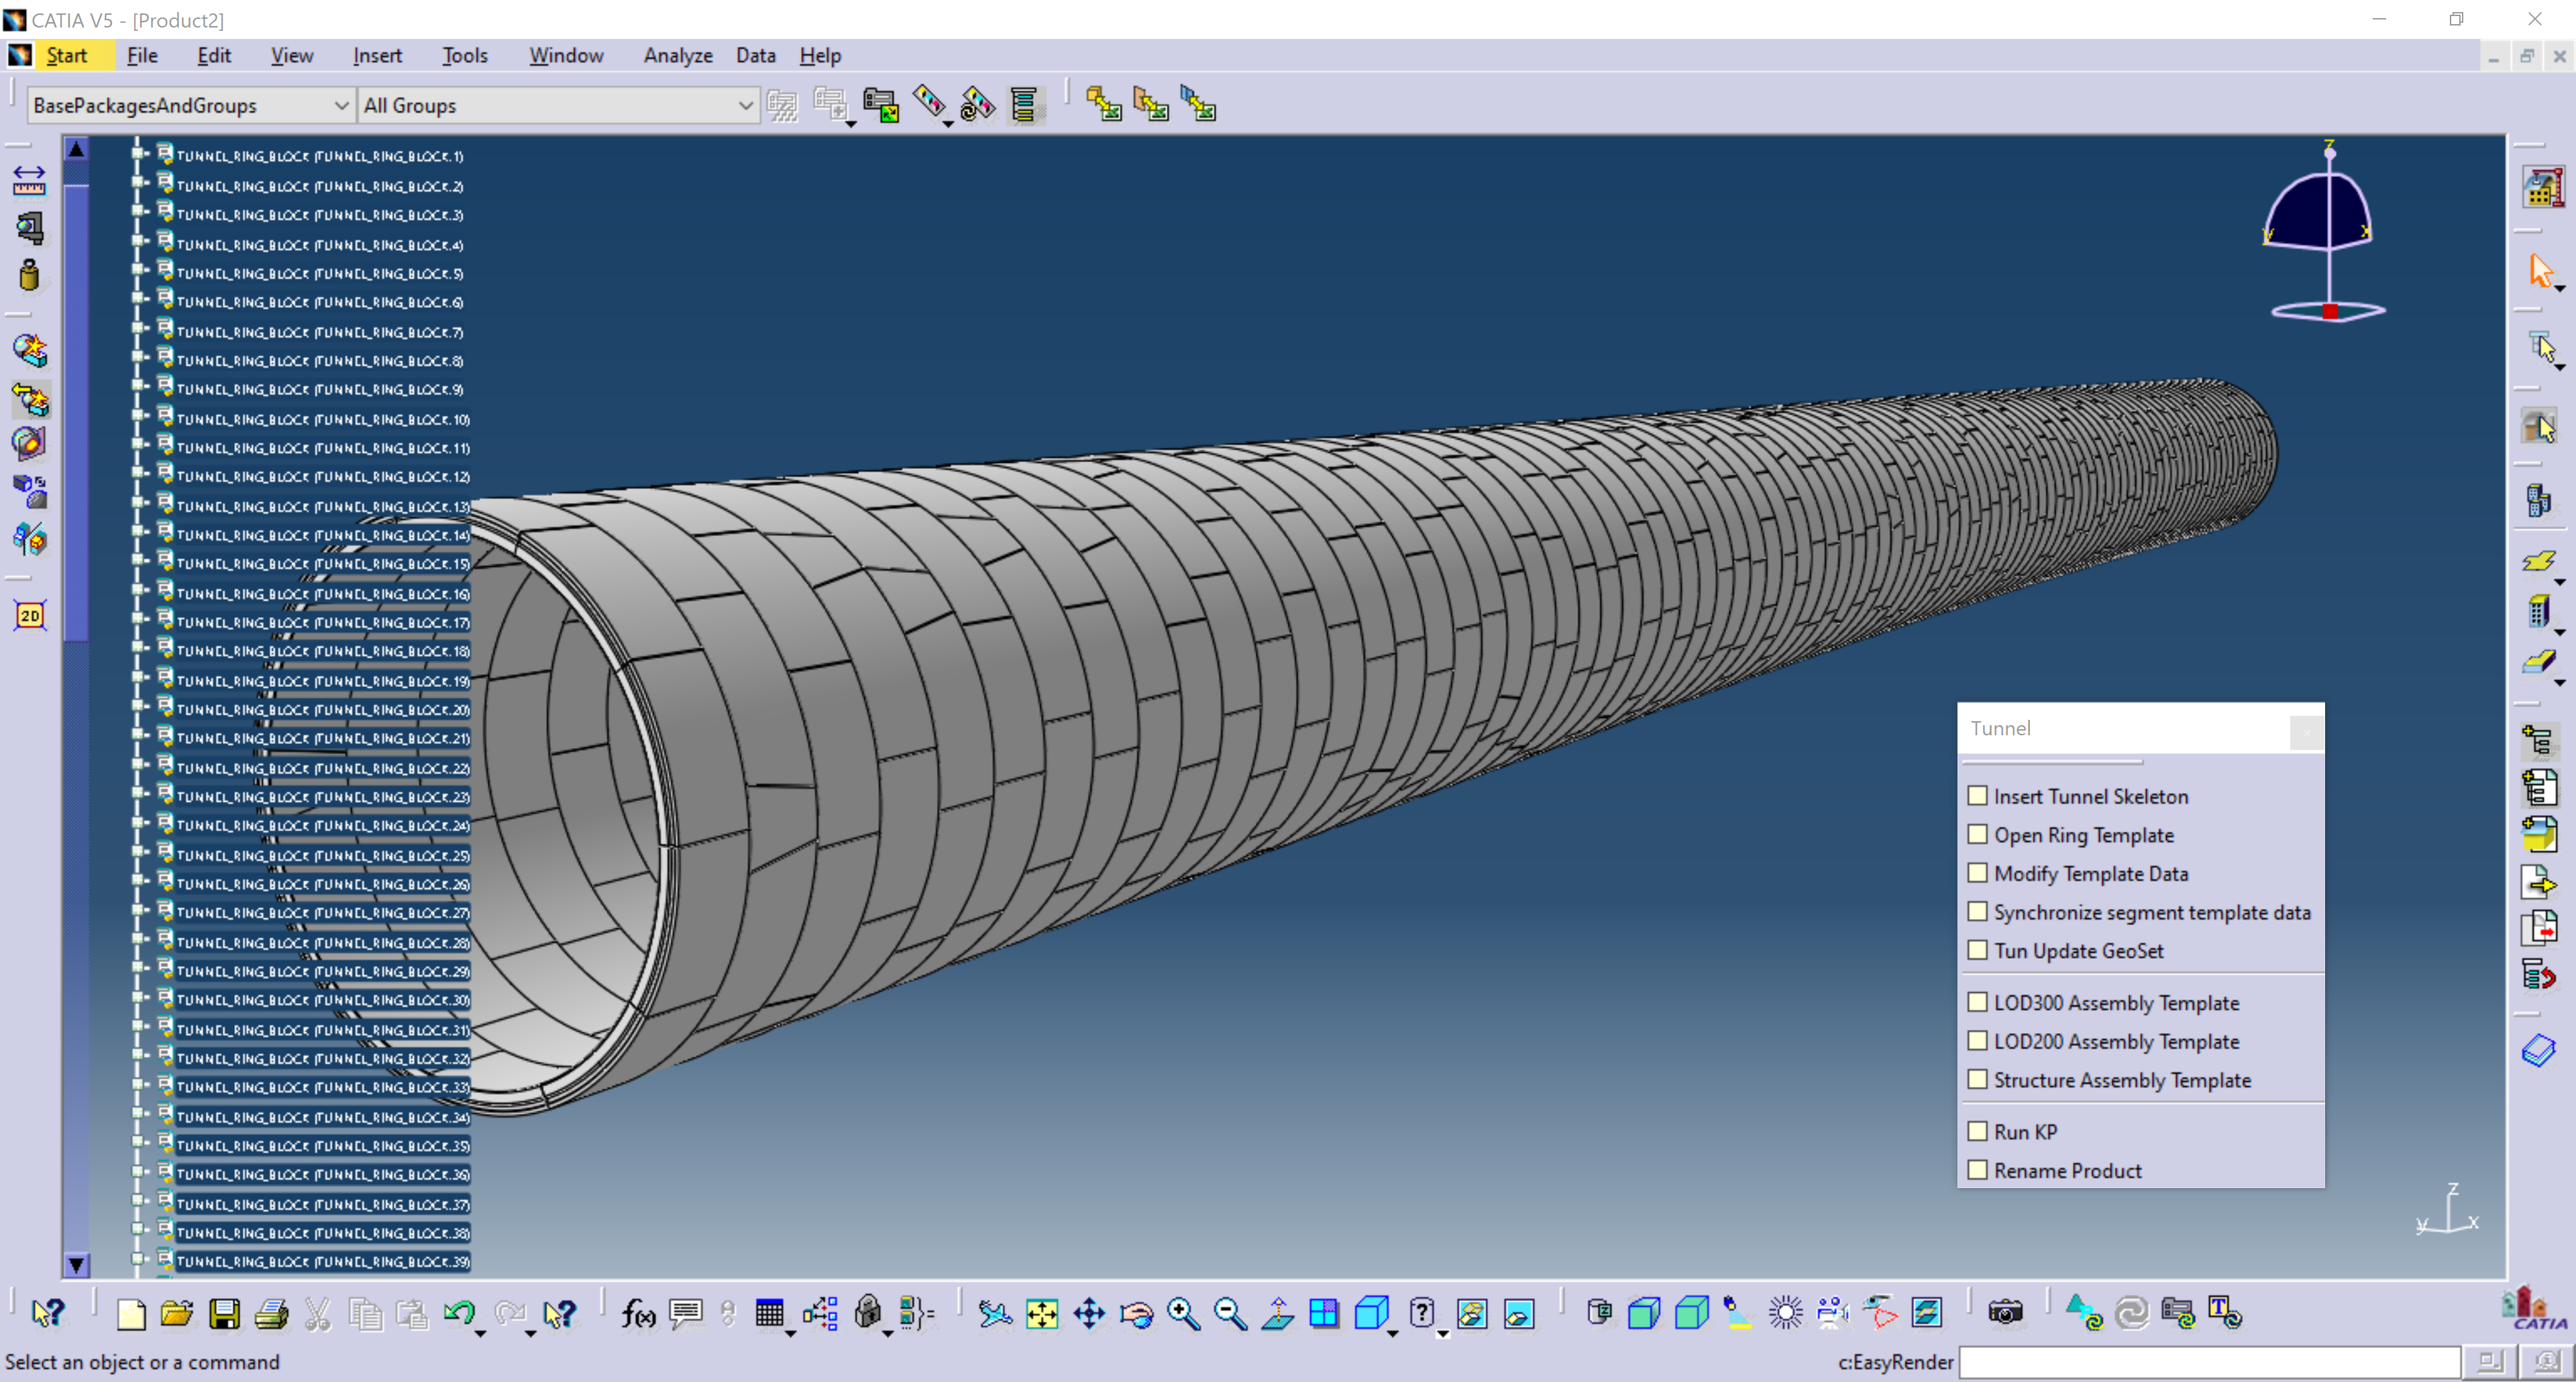 CATIA V5 - [Product2]
Start File Edit View Insert Tools Window Analyze Data Help
BasePackagesAndGroups All Groups
TUNNEL_RING_BLOCK (TUNNEL_RING_BLOCK.1)
TUNNEL_RING_BLOCK (TUNNEL_RING_BLOCK.2)
TUNNEL_RING_BLOCK (TUNNEL_RING_BLOCK.3)
TUNNEL_RING_BLOCK (TUNNEL_RING_BLOCK.4)
TUNNEL_RING_BLOCK (TUNNEL_RING_BLOCK.5)
TUNNEL_RING_BLOCK (TUNNEL_RING_BLOCK.6)
TUNNEL_RING_BLOCK (TUNNEL_RING_BLOCK.7)
TUNNEL_RING_BLOCK (TUNNEL_RING_BLOCK.8)
TUNNEL_RING_BLOCK (TUNNEL_RING_BLOCK.9)
TUNNEL_RING_BLOCK (TUNNEL_RING_BLOCK.10)
TUNNEL_RING_BLOCK (TUNNEL_RING_BLOCK.11)
TUNNEL_RING_BLOCK (TUNNEL_RING_BLOCK.12)
TUNNEL_RING_BLOCK (TUNNEL_RING_BLOCK.13)
TUNNEL_RING_BLOCK (TUNNEL_RING_BLOCK.14)
TUNNEL_RING_BLOCK (TUNNEL_RING_BLOCK.15)
TUNNEL_RING_BLOCK (TUNNEL_RING_BLOCK.16)
TUNNEL_RING_BLOCK (TUNNEL_RING_BLOCK.17)
TUNNEL_RING_BLOCK (TUNNEL_RING_BLOCK.18)
TUNNEL_RING_BLOCK (TUNNEL_RING_BLOCK.19)
TUNNEL_RING_BLOCK (TUNNEL_RING_BLOCK.20)
TUNNEL_RING_BLOCK (TUNNEL_RING_BLOCK.21)
TUNNEL_RING_BLOCK (TUNNEL_RING_BLOCK.22)
TUNNEL_RING_BLOCK (TUNNEL_RING_BLOCK.23)
TUNNEL_RING_BLOCK (TUNNEL_RING_BLOCK.24)
TUNNEL_RING_BLOCK (TUNNEL_RING_BLOCK.25)
TUNNEL_RING_BLOCK (TUNNEL_RING_BLOCK.26)
TUNNEL_RING_BLOCK (TUNNEL_RING_BLOCK.27)
TUNNEL_RING_BLOCK (TUNNEL_RING_BLOCK.28)
TUNNEL_RING_BLOCK (TUNNEL_RING_BLOCK.29)
TUNNEL_RING_BLOCK (TUNNEL_RING_BLOCK.30)
TUNNEL_RING_BLOCK (TUNNEL_RING_BLOCK.31)
TUNNEL_RING_BLOCK (TUNNEL_RING_BLOCK.32)
TUNNEL_RING_BLOCK (TUNNEL_RING_BLOCK.33)
TUNNEL_RING_BLOCK (TUNNEL_RING_BLOCK.34)
TUNNEL_RING_BLOCK (TUNNEL_RING_BLOCK.35)
TUNNEL_RING_BLOCK (TUNNEL_RING_BLOCK.36)
TUNNEL_RING_BLOCK (TUNNEL_RING_BLOCK.37)
TUNNEL_RING_BLOCK (TUNNEL_RING_BLOCK.38)
TUNNEL_RING_BLOCK (TUNNEL_RING_BLOCK.39)
2D
z
y x
Tunnel
Insert Tunnel Skeleton
Open Ring Template
Modify Template Data
Synchronize segment template data
Tun Update GeoSet
LOD300 Assembly Template
LOD200 Assembly Template
Structure Assembly Template
Run KP
Rename Product
z
y x
f(x)
CATIA
Select an object or a command
c:EasyRender